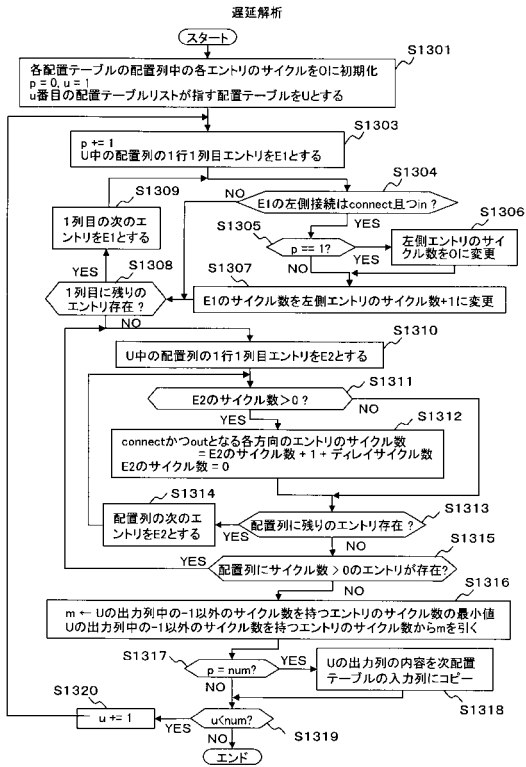 遅延解析
スタート
S1301
各配置テーブルの配置列中の各エントリのサイクルを0に初期化
p = 0, u = 1
u番目の配置テーブルリストが指す配置テーブルをUとする
S1303
p += 1
U中の配置列の1行1列目エントリをE1とする
S1304
E1の左側接続はconnect且つin ?
NO
YES
S1305
p == 1?
YES
NO
S1306
左側エントリのサイ
クル数を0に変更
S1307
E1のサイクル数を左側エントリのサイクル数+1に変更
S1308
1列目に残りの
エントリ存在 ?
YES
NO
S1309
1列目の次のエ
ントリをE1とする
S1310
U中の配置列の1行1列目エントリをE2とする
S1311
E2のサイクル数>0 ?
YES
NO
S1312
connectかつoutとなる各方向のエントリのサイクル数
= E2のサイクル数 + 1 + ディレイサイクル数
E2のサイクル数 = 0
S1313
配置列に残りのエントリ存在 ?
YES
NO
S1314
配置列の次のエ
ントリをE2とする
S1315
配置列にサイクル数 > 0のエントリが存在?
YES
NO
S1316
m ← Uの出力列中の-1以外のサイクル数を持つエントリのサイクル数の最小値
Uの出力列中の-1以外のサイクル数を持つエントリのサイクル数からmを引く
S1317
p = num?
YES
NO
Uの出力列の内容を次配置
テーブルの入力列にコピー
S1318
u<num?
S1319
YES
NO
S1320
u += 1
エンド